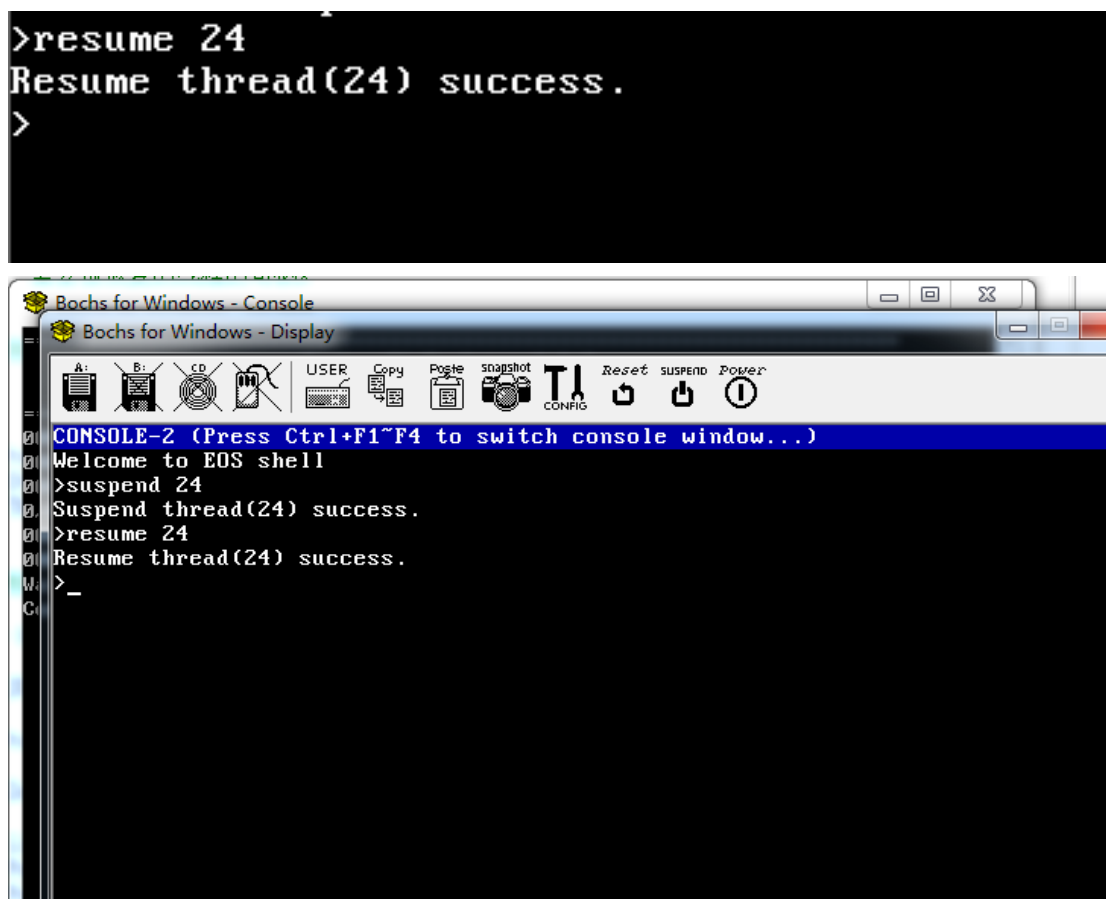 >resume 24
Resume thread(24) success.
>
Bochs for Windows - Console
Bochs for Windows - Display
A: B: CD USER Copy Paste snapshot CONFIG Reset SUSPEND Power
CONSOLE-2 (Press Ctrl+F1~F4 to switch console window...)
Welcome to EOS shell
>suspend 24
Suspend thread(24) success.
>resume 24
Resume thread(24) success.
>_